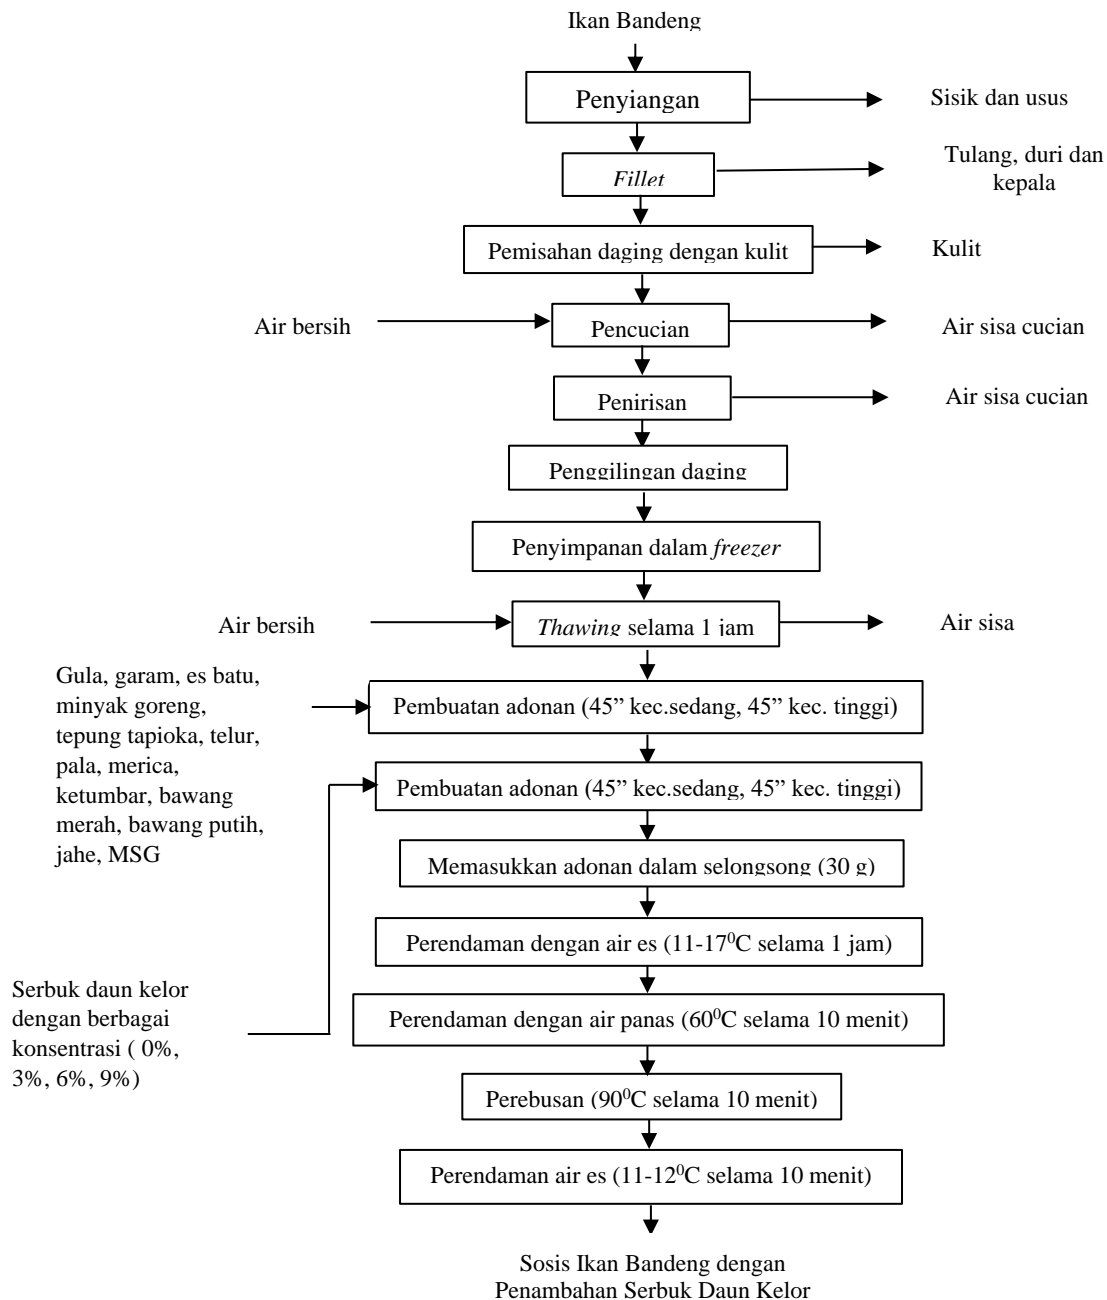 Ikan Bandeng
Penyiangan
Sisik dan usus
Fillet
Tulang, duri dan
kepala
Pemisahan daging dengan kulit
Kulit
Air bersih
Pencucian
Air sisa cucian
Penirisan
Air sisa cucian
Penggilingan daging
Penyimpanan dalam freezer
Air bersih
Thawing selama 1 jam
Air sisa
Gula, garam, es batu,
minyak goreng,
tepung tapioka, telur,
pala, merica,
ketumbar, bawang
merah, bawang putih,
jahe, MSG
Pembuatan adonan (45” kec.sedang, 45” kec. tinggi)
Pembuatan adonan (45” kec.sedang, 45” kec. tinggi)
Memasukkan adonan dalam selongsong (30 g)
Perendaman dengan air es (11-17⁰C selama 1 jam)
Serbuk daun kelor
dengan berbagai
konsentrasi ( 0%,
3%, 6%, 9%)
Perendaman dengan air panas (60⁰C selama 10 menit)
Perebusan (90⁰C selama 10 menit)
Perendaman air es (11-12⁰C selama 10 menit)
Sosis Ikan Bandeng dengan
Penambahan Serbuk Daun Kelor